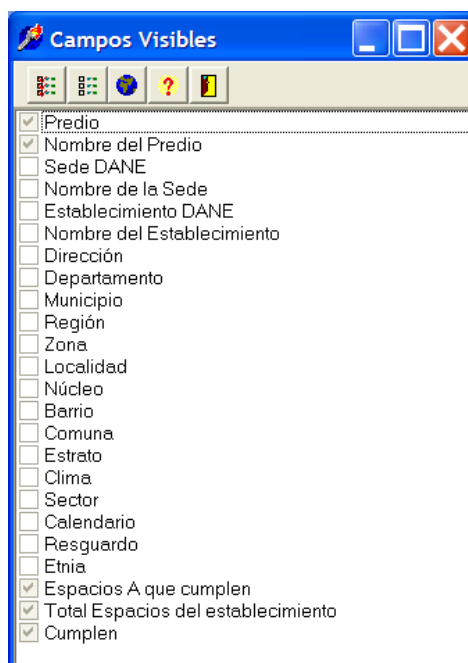 Campos Visibles
?
Predio
Nombre del Predio
Sede DANE
Nombre de la Sede
Establecimiento DANE
Nombre del Establecimiento
Dirección
Departamento
Municipio
Región
Zona
Localidad
Núcleo
Barrio
Comuna
Estrato
Clima
Sector
Calendario
Resguardo
Etnia
Espacios A que cumplen
Total Espacios del establecimiento
Cumplen